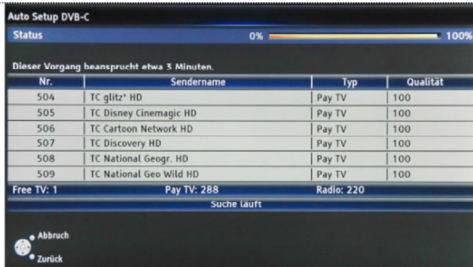 Auto Setup DVB-C
Status 0% 100%
Dieser Vorgang beansprucht etwa 3 Minuten.
Nr. Sendername Typ Qualität
504 TC glitz* HD Pay TV 100
505 TC Disney Cinemagic HD Pay TV 100
506 TC Cartoon Network HD Pay TV 100
507 TC Discovery HD Pay TV 100
508 TC National Geogr. HD Pay TV 100
509 TC National Geo Wild HD Pay TV 100
Free TV: 1 Pay TV: 288 Radio: 220
Suche läuft
Abbruch
Zurück